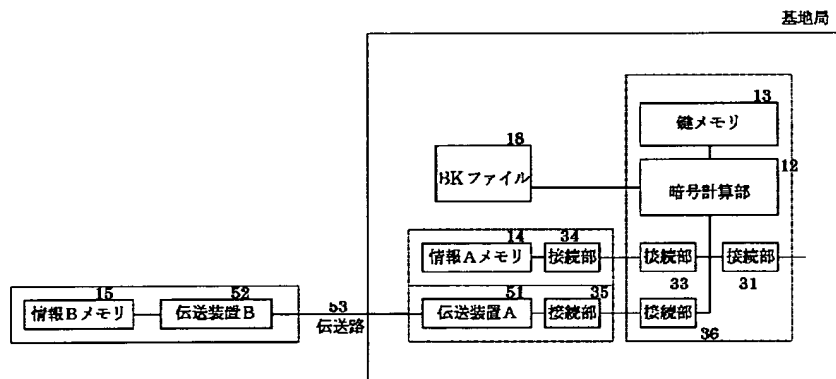 基地局
13
鍵メモリ
18
BKファイル
12
暗号計算部
14
情報Aメモリ
34
接続部
接続部
33
接続部
31
15
情報Bメモリ
52
伝送装置B
53
伝送路
51
伝送装置A
35
接続部
接続部
36